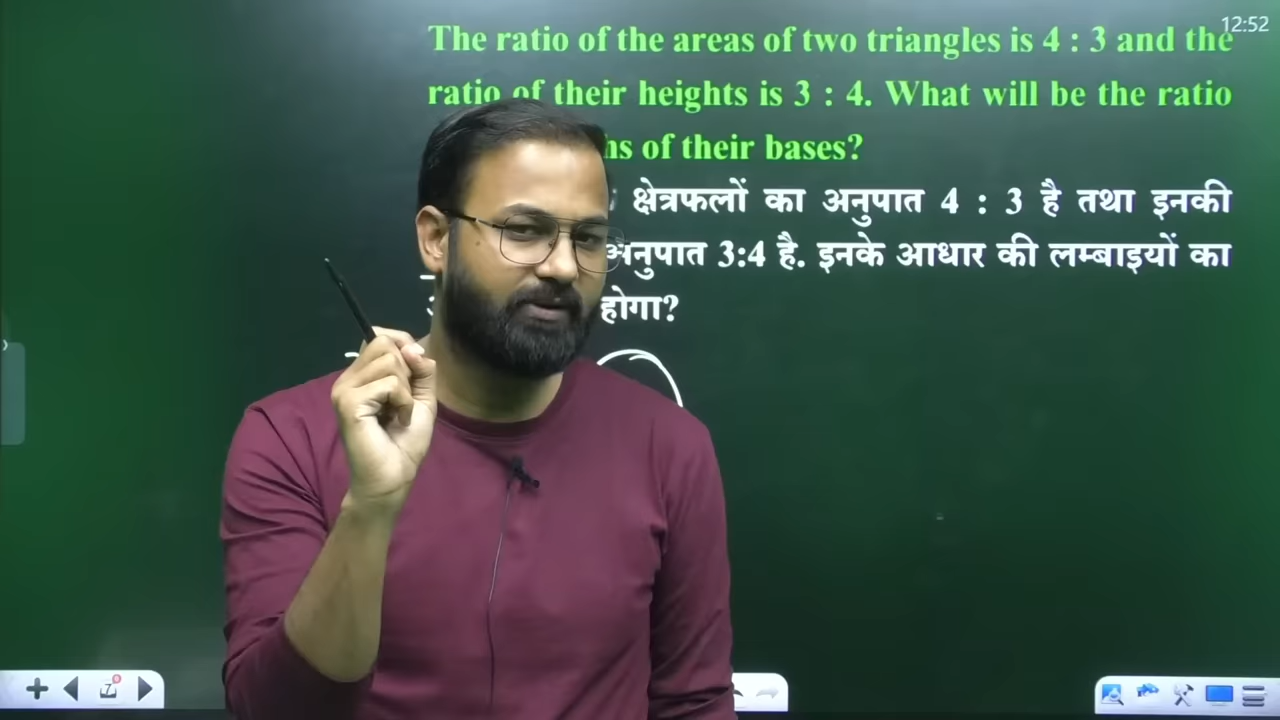 12:52
The ratio of the areas of two triangles is 4 : 3 and the
ratio of their heights is 3 : 4. What will be the ratio
of their bases?
क्षेत्रफलों का अनुपात 4 : 3 है तथा इनकी
अनुपात 3:4 है. इनके आधार की लम्बाइयों का
होगा?